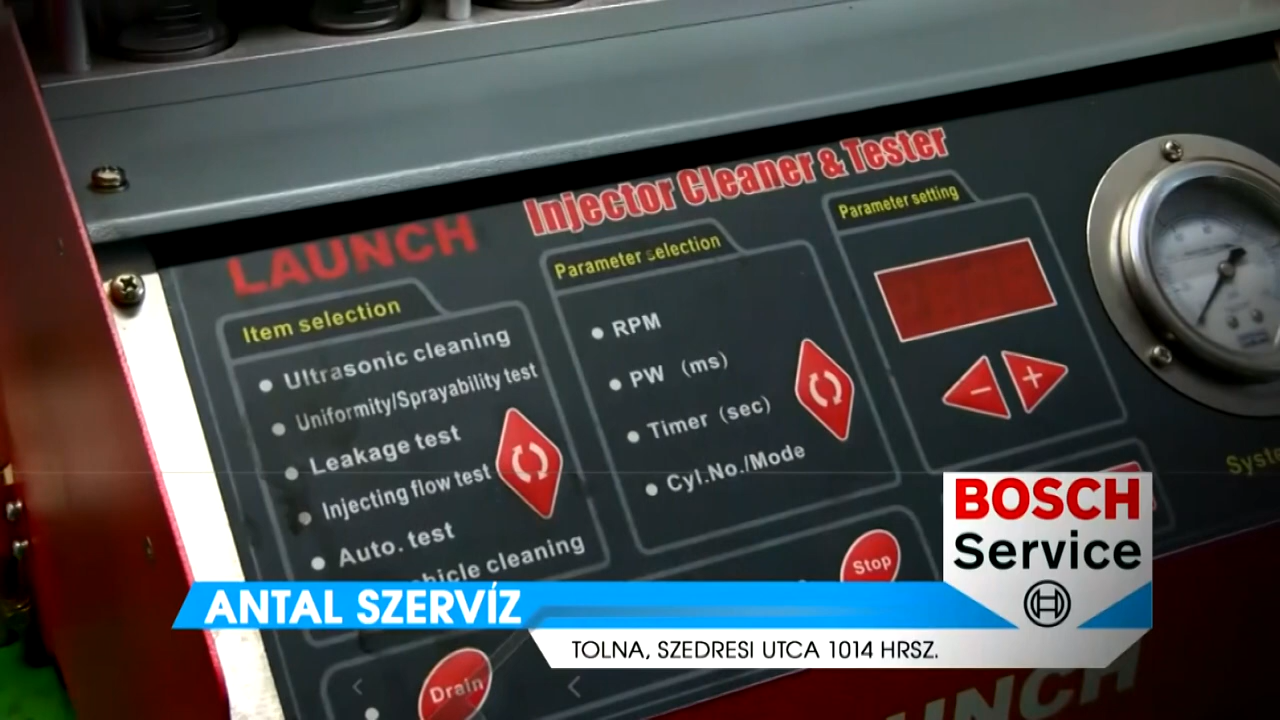 Injector Cleaner & Tester
LAUNCH
Item selection
Ultrasonic cleaning
Uniformity/Sprayability test
Leakage test
Injecting flow test
Auto. test
cleaning
Parameter selection
RPM
PW (ms)
Timer (sec)
Cyl.No./Mode
Parameter setting
− +
Stop
Drain
BOSCH
Service
ANTAL SZERVÍZ
TOLNA, SZEDRESI UTCA 1014 HRSZ.